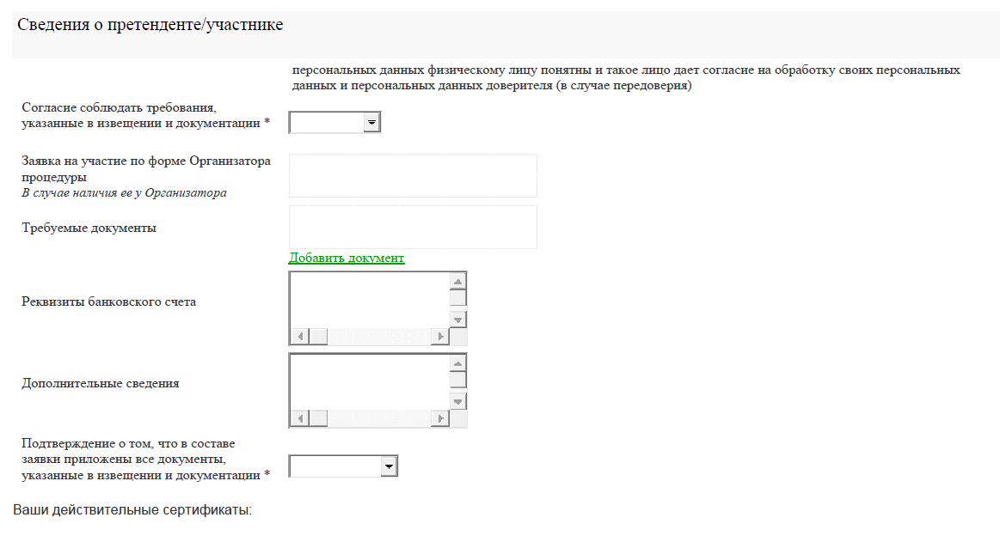 Сведения о претенденте/участнике
персональных данных физическому лицу понятны и такое лицо дает согласие на обработку своих персональных
данных и персональных данных доверителя (в случае передоверия)
Согласие соблюдать требования,
указанные в извещении и документации *
Заявка на участие по форме Организатора
процедуры
В случае наличия ее у Организатора
Требуемые документы
Добавить документ
Реквизиты банковского счета
Дополнительные сведения
Подтверждение о том, что в составе
заявки приложены все документы,
указанные в извещении и документации *
Ваши действительные сертификаты: